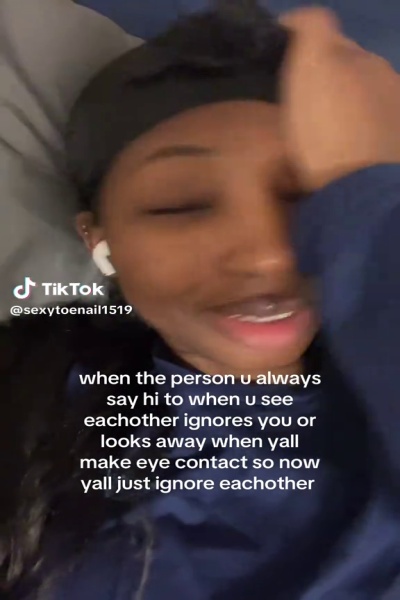 TikTok
@sexytoenail1519
when the person u always
say hi to when u see
eachother ignores you or
looks away when yall
make eye contact so now
yall just ignore eachother